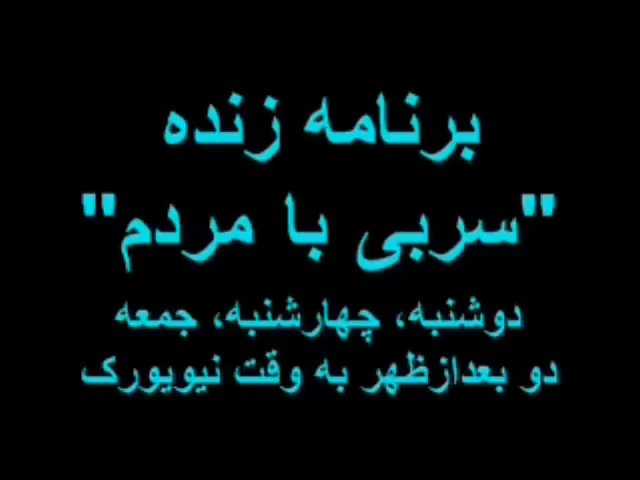 برنامه زنده
"سربی با مردم"
دوشنبه، چهارشنبه، جمعه
دو بعدازظهر به وقت نیویورک